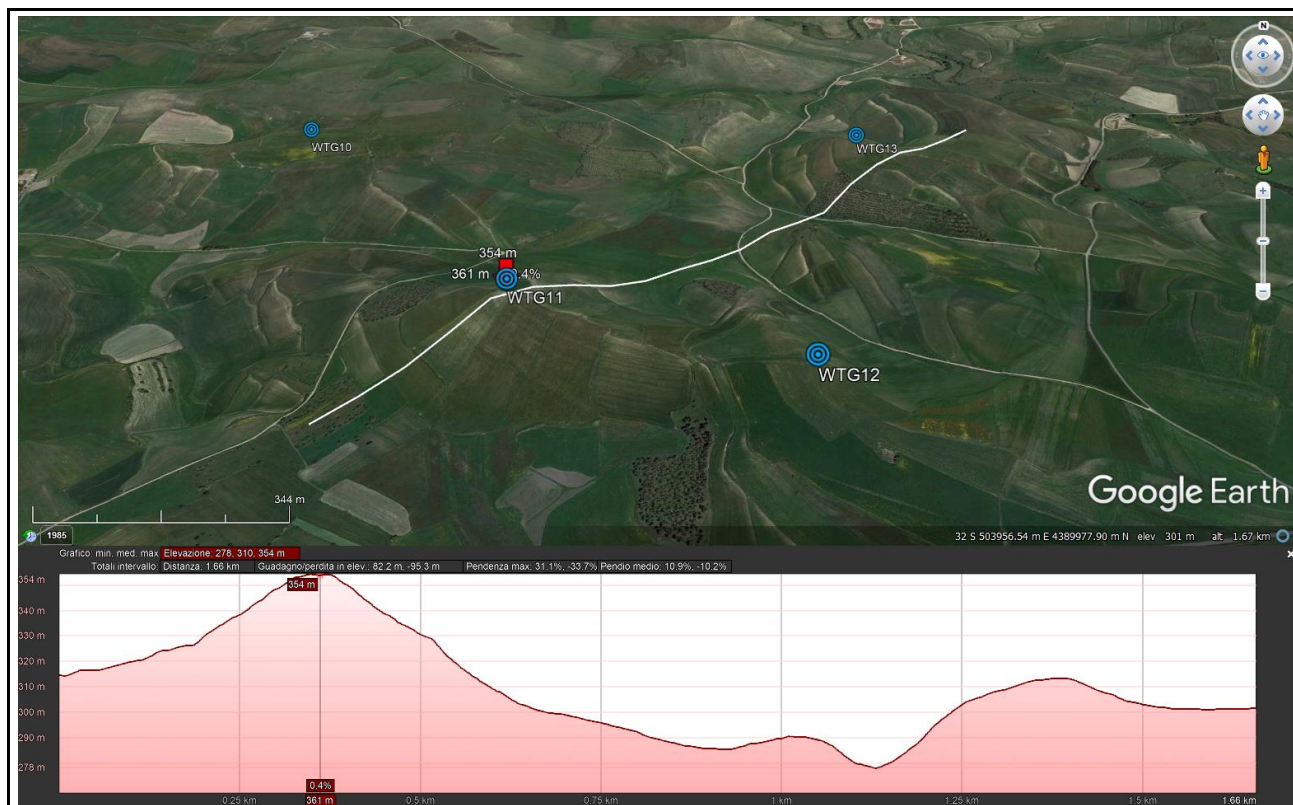 N
WTG10
WTG13
354 m
361 m
.4%
WTG11
WTG12
344 m
Google Earth
1985
32 S 503956.54 m E 4389977.90 m N elev 301 m alt 1.67 km
Grafico: min. med. max Elevazione: 278, 310, 354 m
Totali intervallo: Distanza: 1.66 km Guadagno/perdita in elev.: 82.2 m. -95.3 m Pendenza max: 31.1%, -33.7% Pendio medio: 10.9%, -10.2%
354 m
354 m
340 m
330 m
320 m
310 m
300 m
290 m
278 m
0.4%
0.25 km 361 m 0.5 km 0.75 km 1 km 1.25 km 1.5 km 1.66 km